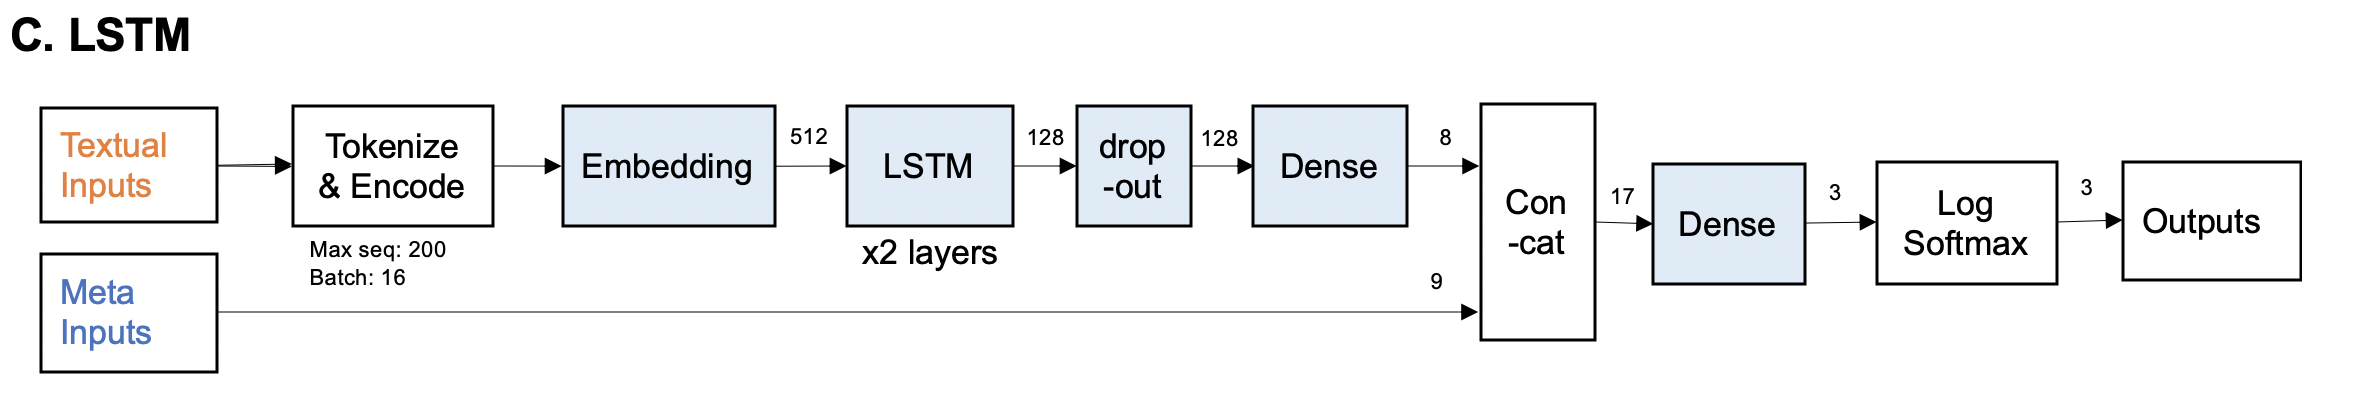 C. LSTM
Textual
Inputs
Tokenize
& Encode
Max seq: 200
Batch: 16
Embedding
512
LSTM
x2 layers
128
drop
-out
128
Dense
8
Meta
Inputs
9
Con
-cat
17
Dense
3
Log
Softmax
3
Outputs